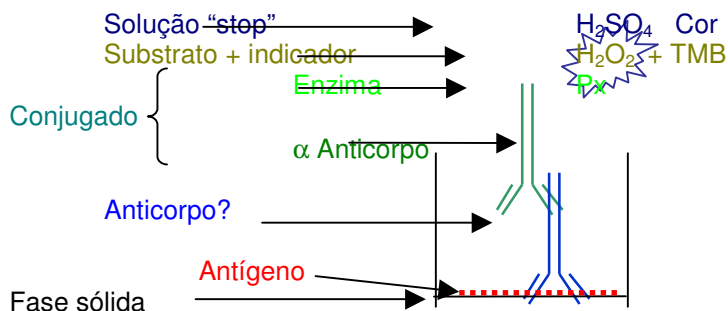 Solução “stop” H₂SO₄ Cor
Substrato + indicador H₂O₂ + TMB
Enzima Px
Conjugado
α Anticorpo
Anticorpo?
Antígeno
Fase sólida